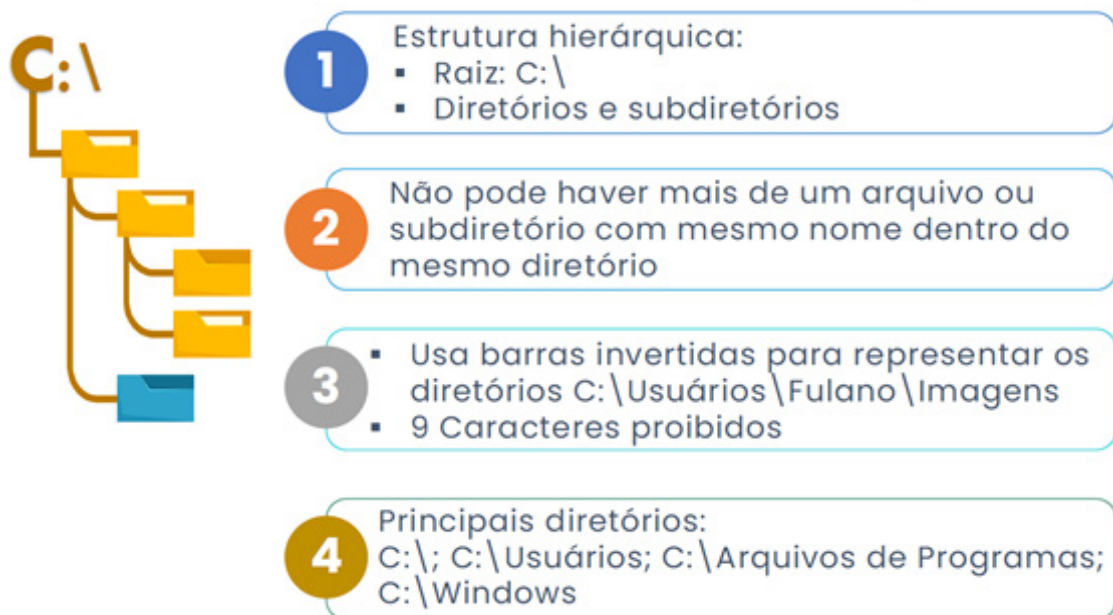 C:\
1
Estrutura hierárquica:
▪ Raiz: C:\
▪ Diretórios e subdiretórios
2
Não pode haver mais de um arquivo ou
subdiretório com mesmo nome dentro do
mesmo diretório
3
▪ Usa barras invertidas para representar os
diretórios C:\Usuários\Fulano\Imagens
▪ 9 Caracteres proibidos
4
Principais diretórios:
C:\; C:\Usuários; C:\Arquivos de Programas;
C:\Windows